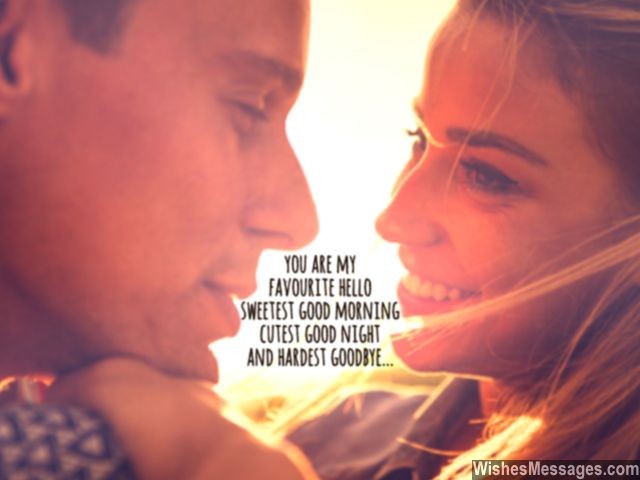 YOU ARE MY
FAVOURITE HELLO
SWEETEST GOOD MORNING
CUTEST GOOD NIGHT
AND HARDEST GOODBYE...
WishesMessages.com